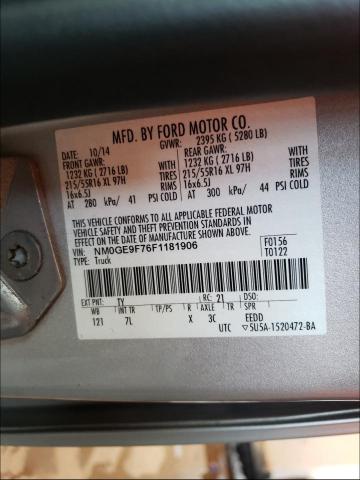 MFD. BY FORD MOTOR CO.
DATE: 10/14 GVWR: 2395 KG ( 5280 LB)
FRONT GAWR: REAR GAWR:
1232 KG ( 2716 LB) WITH 1232 KG ( 2716 LB) WITH
215/55R16 XL 97H TIRES 215/55R16 XL 97H TIRES
16x6.5J RIMS 16x6.5J RIMS
AT 280 kPa/ 41 PSI COLD AT 300 kPa/ 44 PSI COLD
THIS VEHICLE CONFORMS TO ALL APPLICABLE FEDERAL MOTOR
VEHICLE SAFETY AND THEFT PREVENTION STANDARDS IN
EFFECT ON THE DATE OF MANUFACTURE SHOWN ABOVE.
VIN: NM0GE9F76F1181906 F0156
TYPE: Truck T0122
EXT PNT: TY RC: 21 DSO:
WB INT TR TP/PS R AXLE TR SPR
121 7L X 3C EEDD
UTC 5U5A-1520472-BA